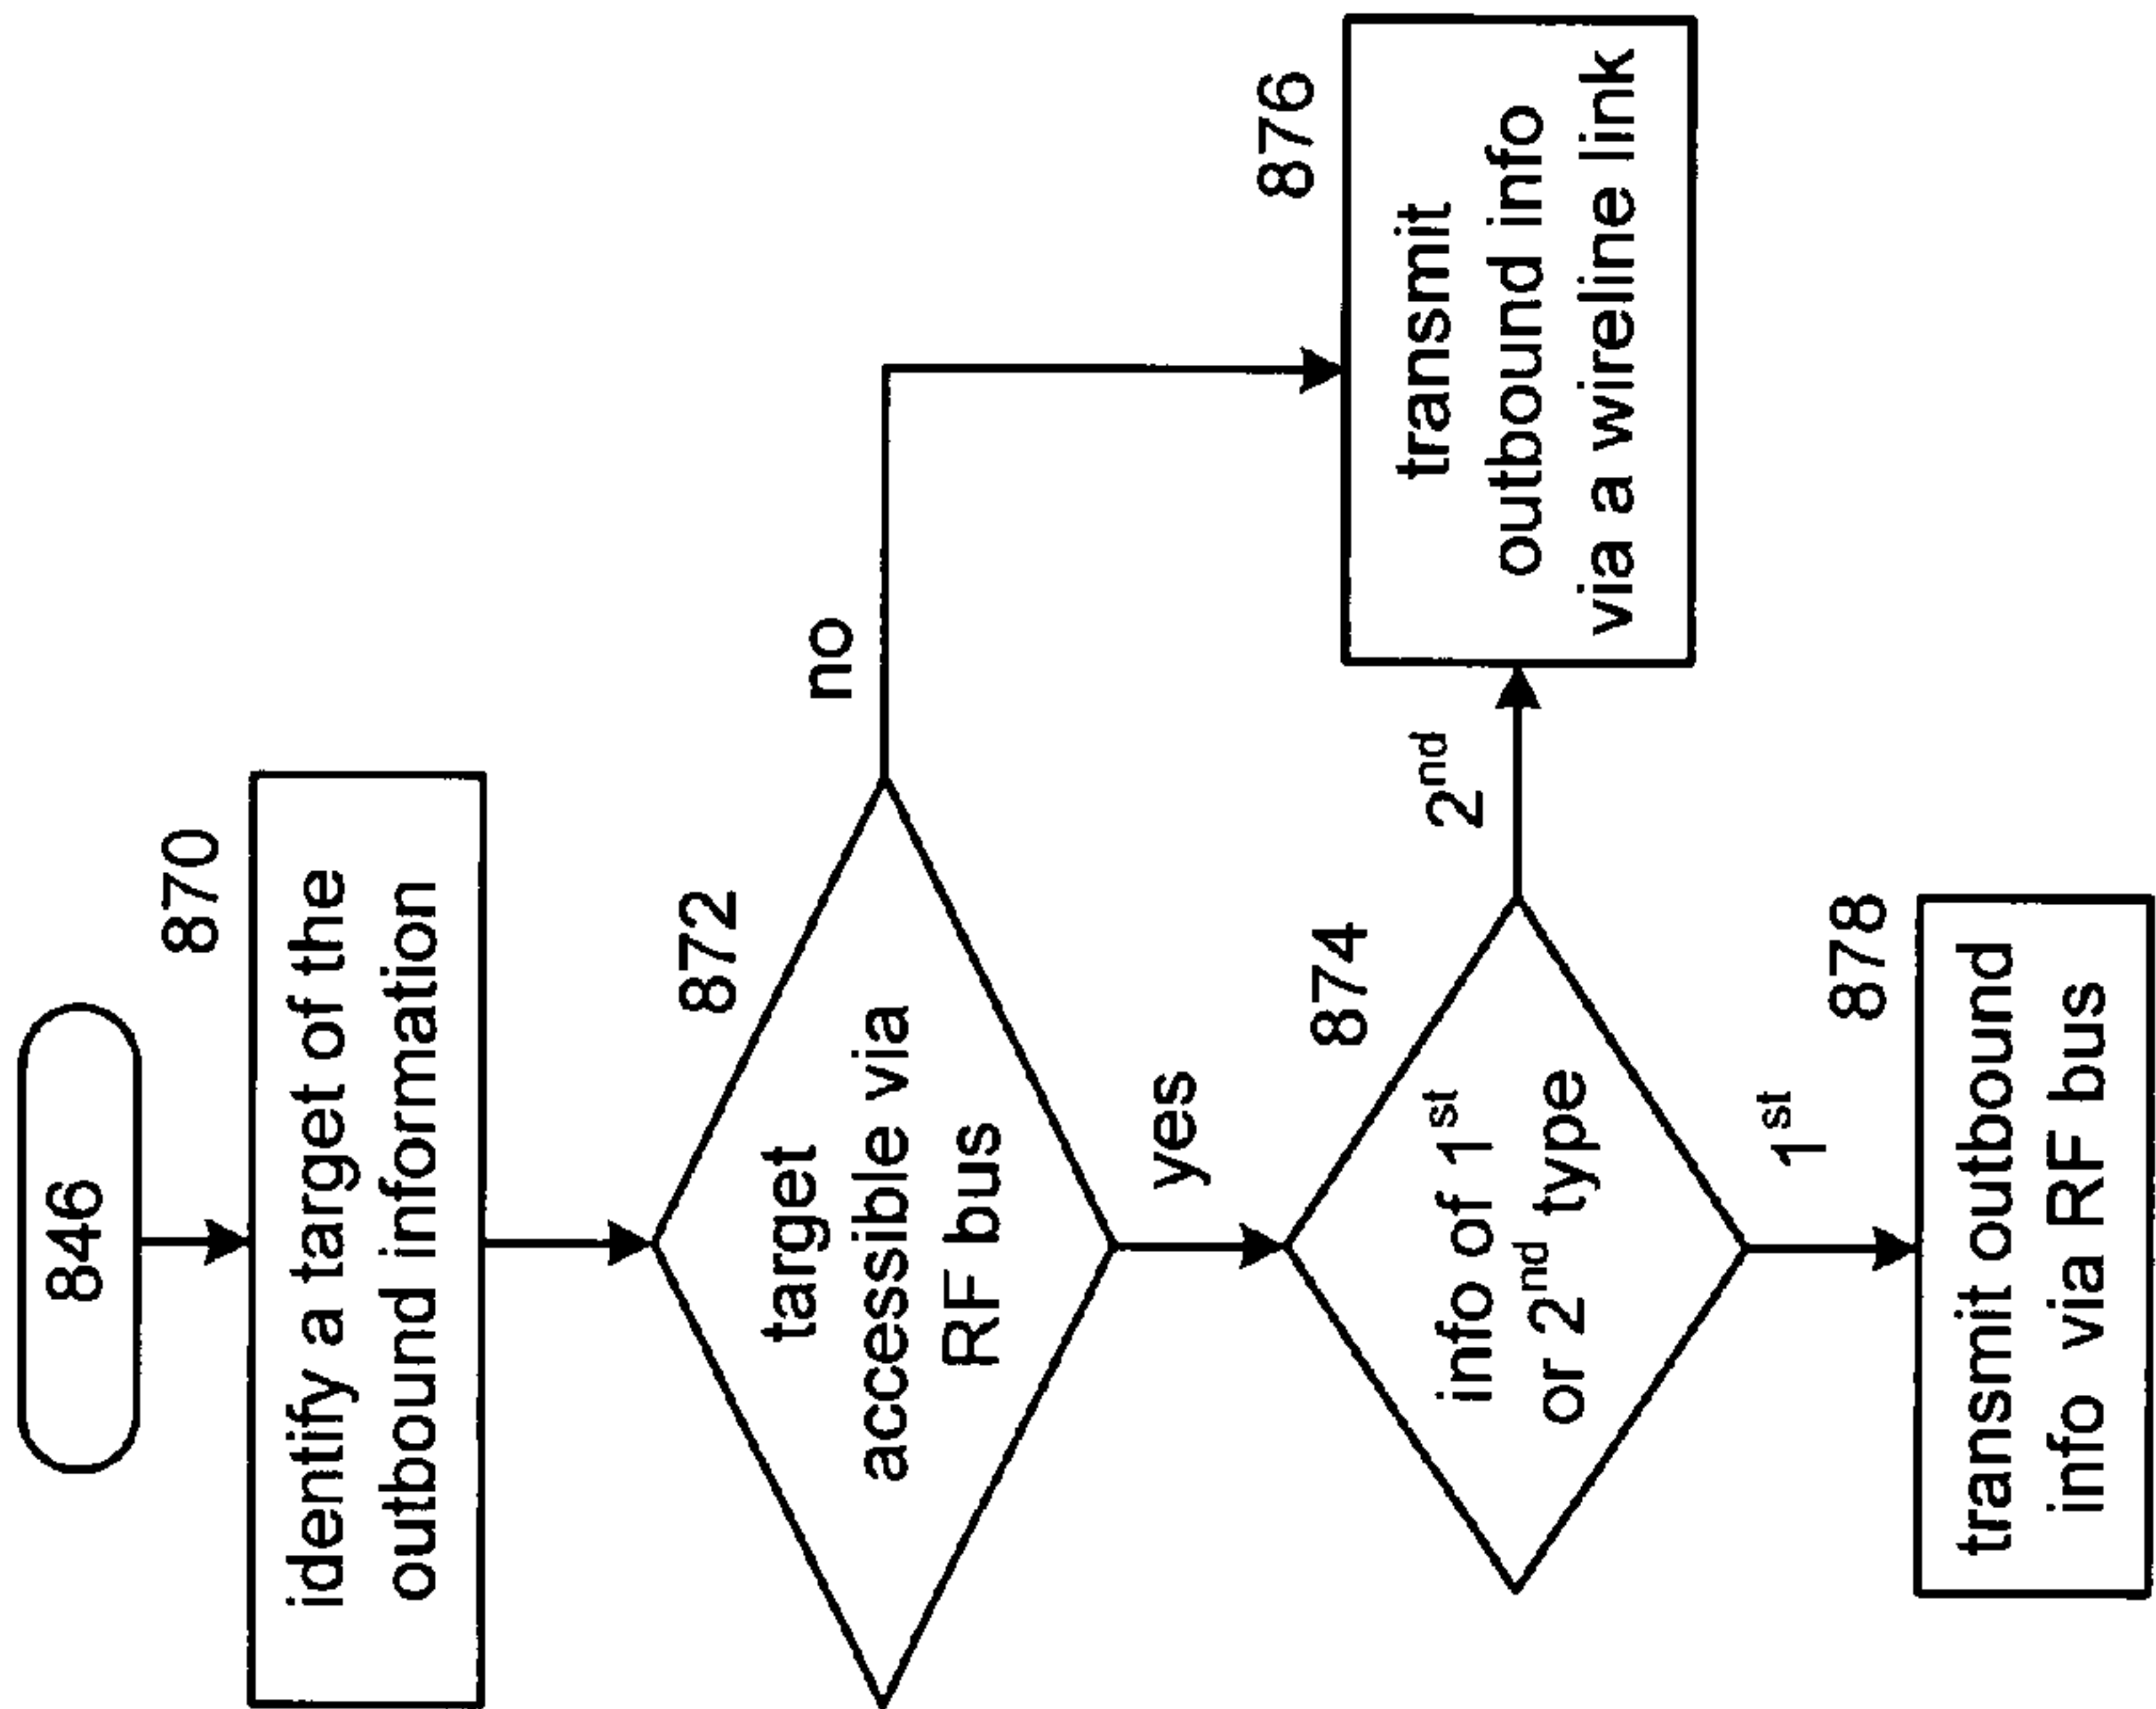 846
870
identify a target of the
outbound information
872
target
accessible via
RF bus
no
yes
874
info of 1st
or 2nd type
2nd
876
transmit
outbound info
via a wireline link
1st
878
transmit outbound
info via RF bus